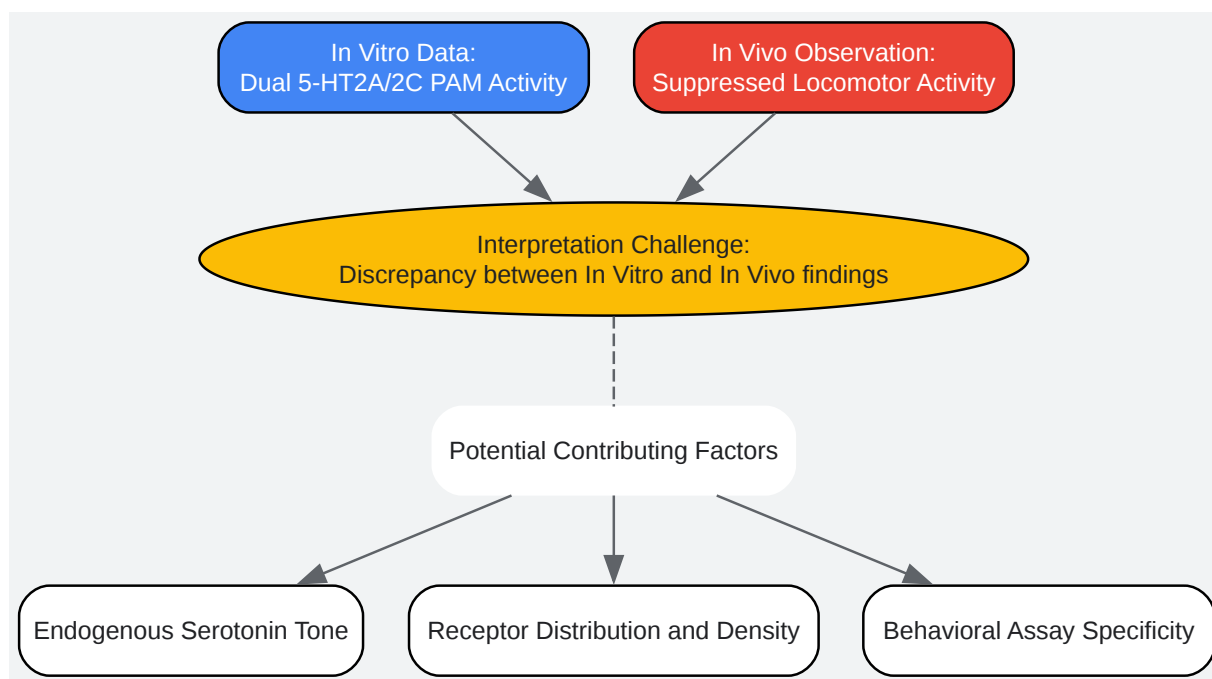 In Vitro Data:
Dual 5-HT2A/2C PAM Activity
In Vivo Observation:
Suppressed Locomotor Activity
Interpretation Challenge:
Discrepancy between In Vitro and In Vivo findings
Potential Contributing Factors
Endogenous Serotonin Tone
Receptor Distribution and Density
Behavioral Assay Specificity